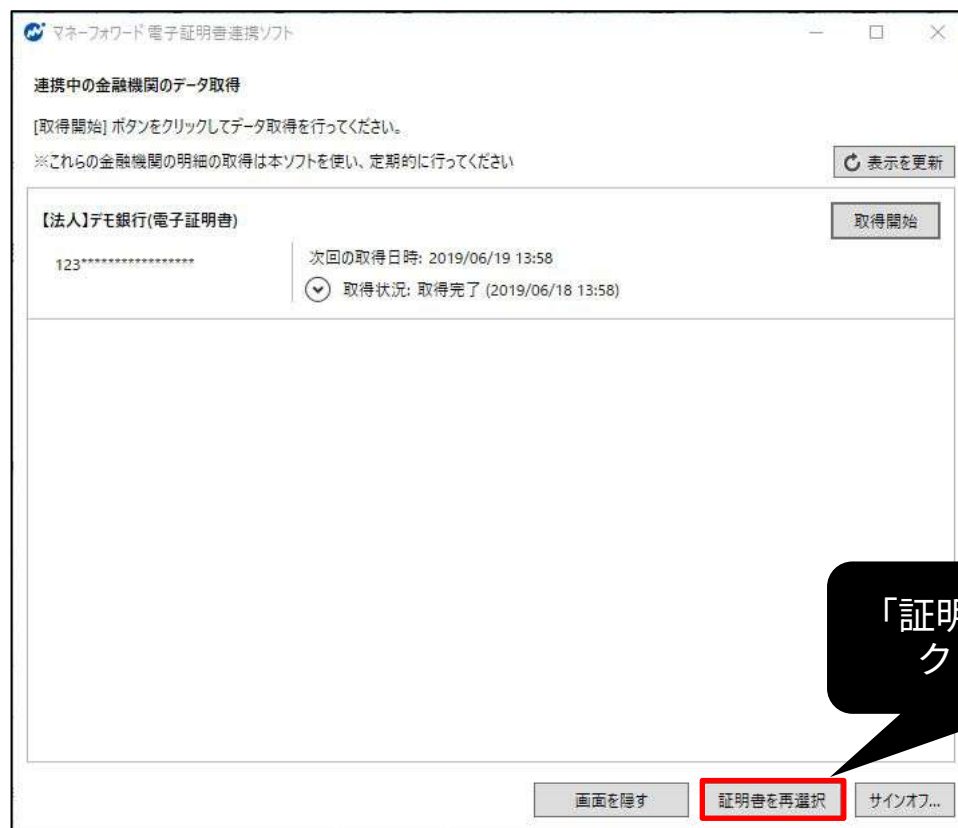 マネーフォワード 電子証明書連携ソフト
連携中の金融機関のデータ取得
[取得開始] ボタンをクリックしてデータ取得を行ってください。
※これらの金融機関の明細の取得は本ソフトを使い、定期的に行ってください
表示を更新
【法人】デモ銀行(電子証明書)
取得開始
123*****************
次回の取得日時: 2019/06/19 13:58
取得状況: 取得完了 (2019/06/18 13:58)
「証明
ク
画面を隠す
証明書を再選択
サインオフ...